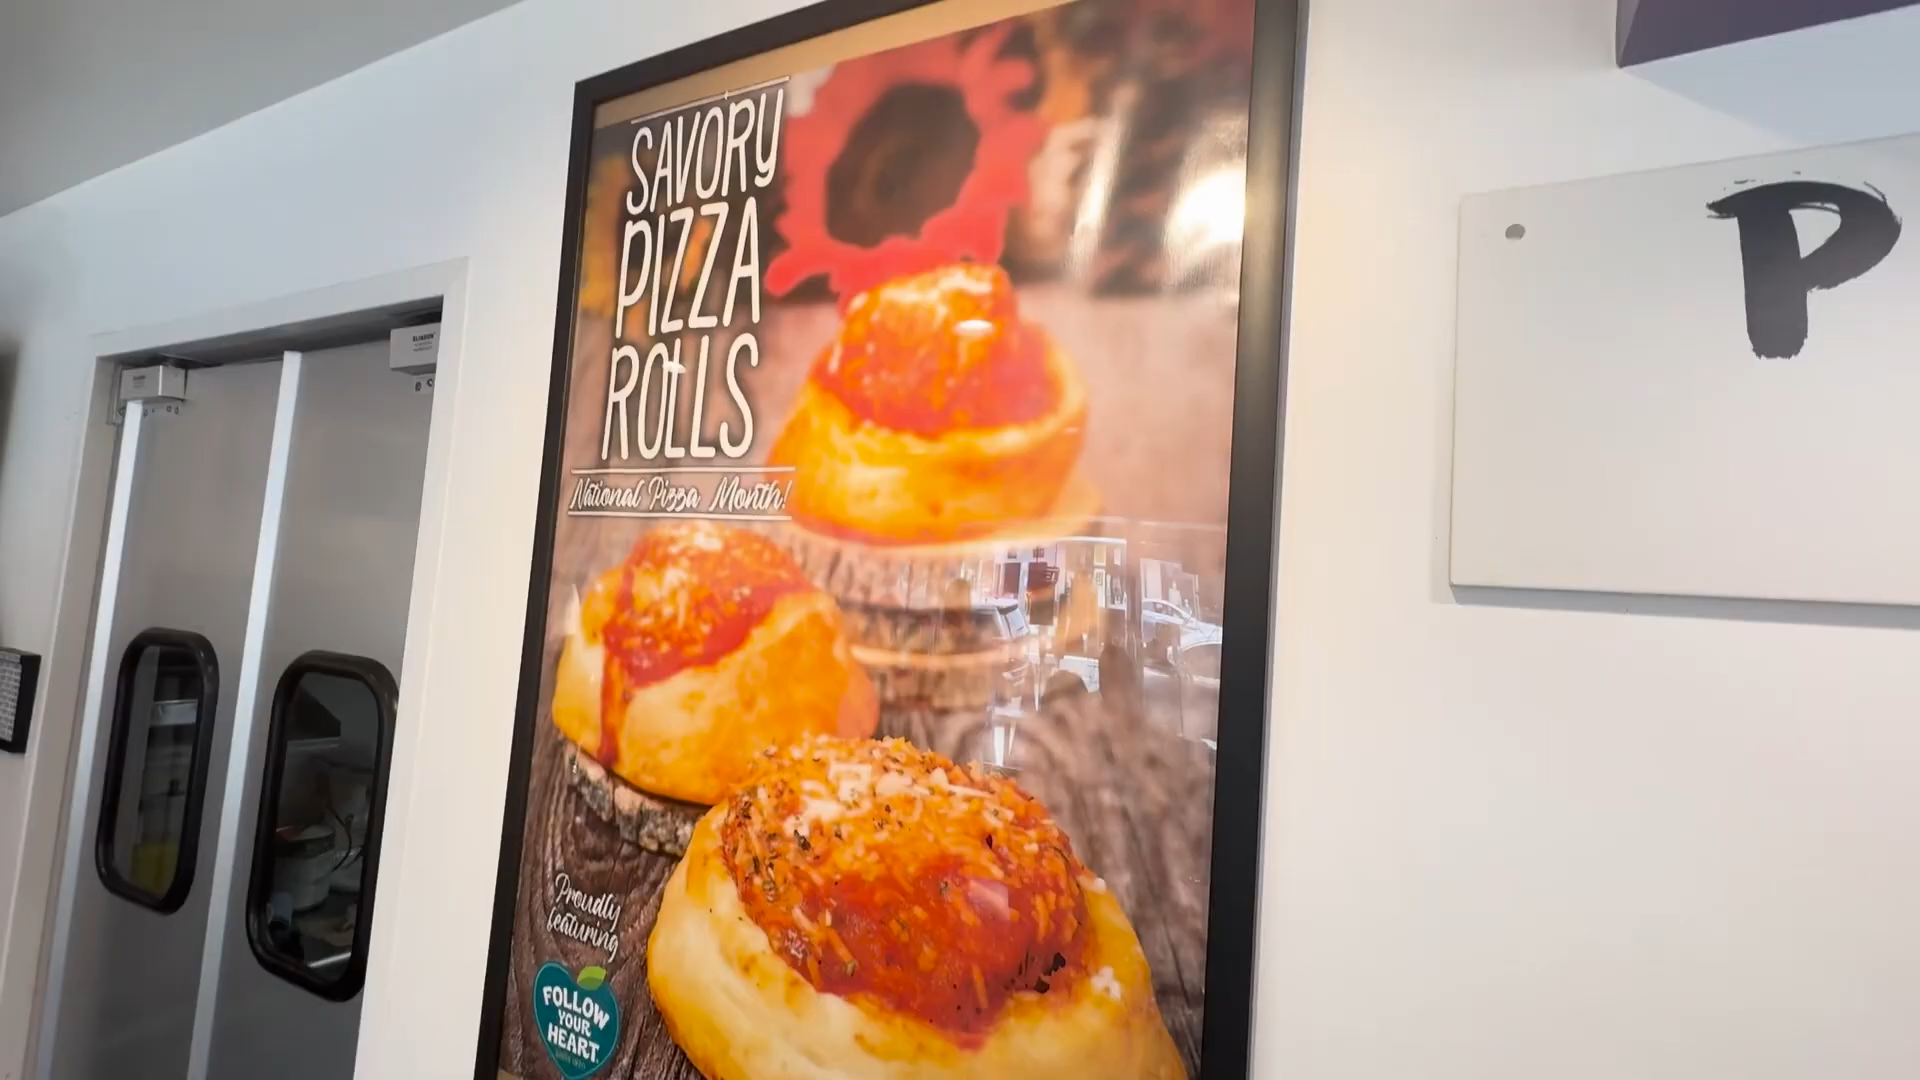 SAVORY
PIZZA
ROLLS
National Pizza Month!
Proudly
featuring
FOLLOW
YOUR
HEART
P